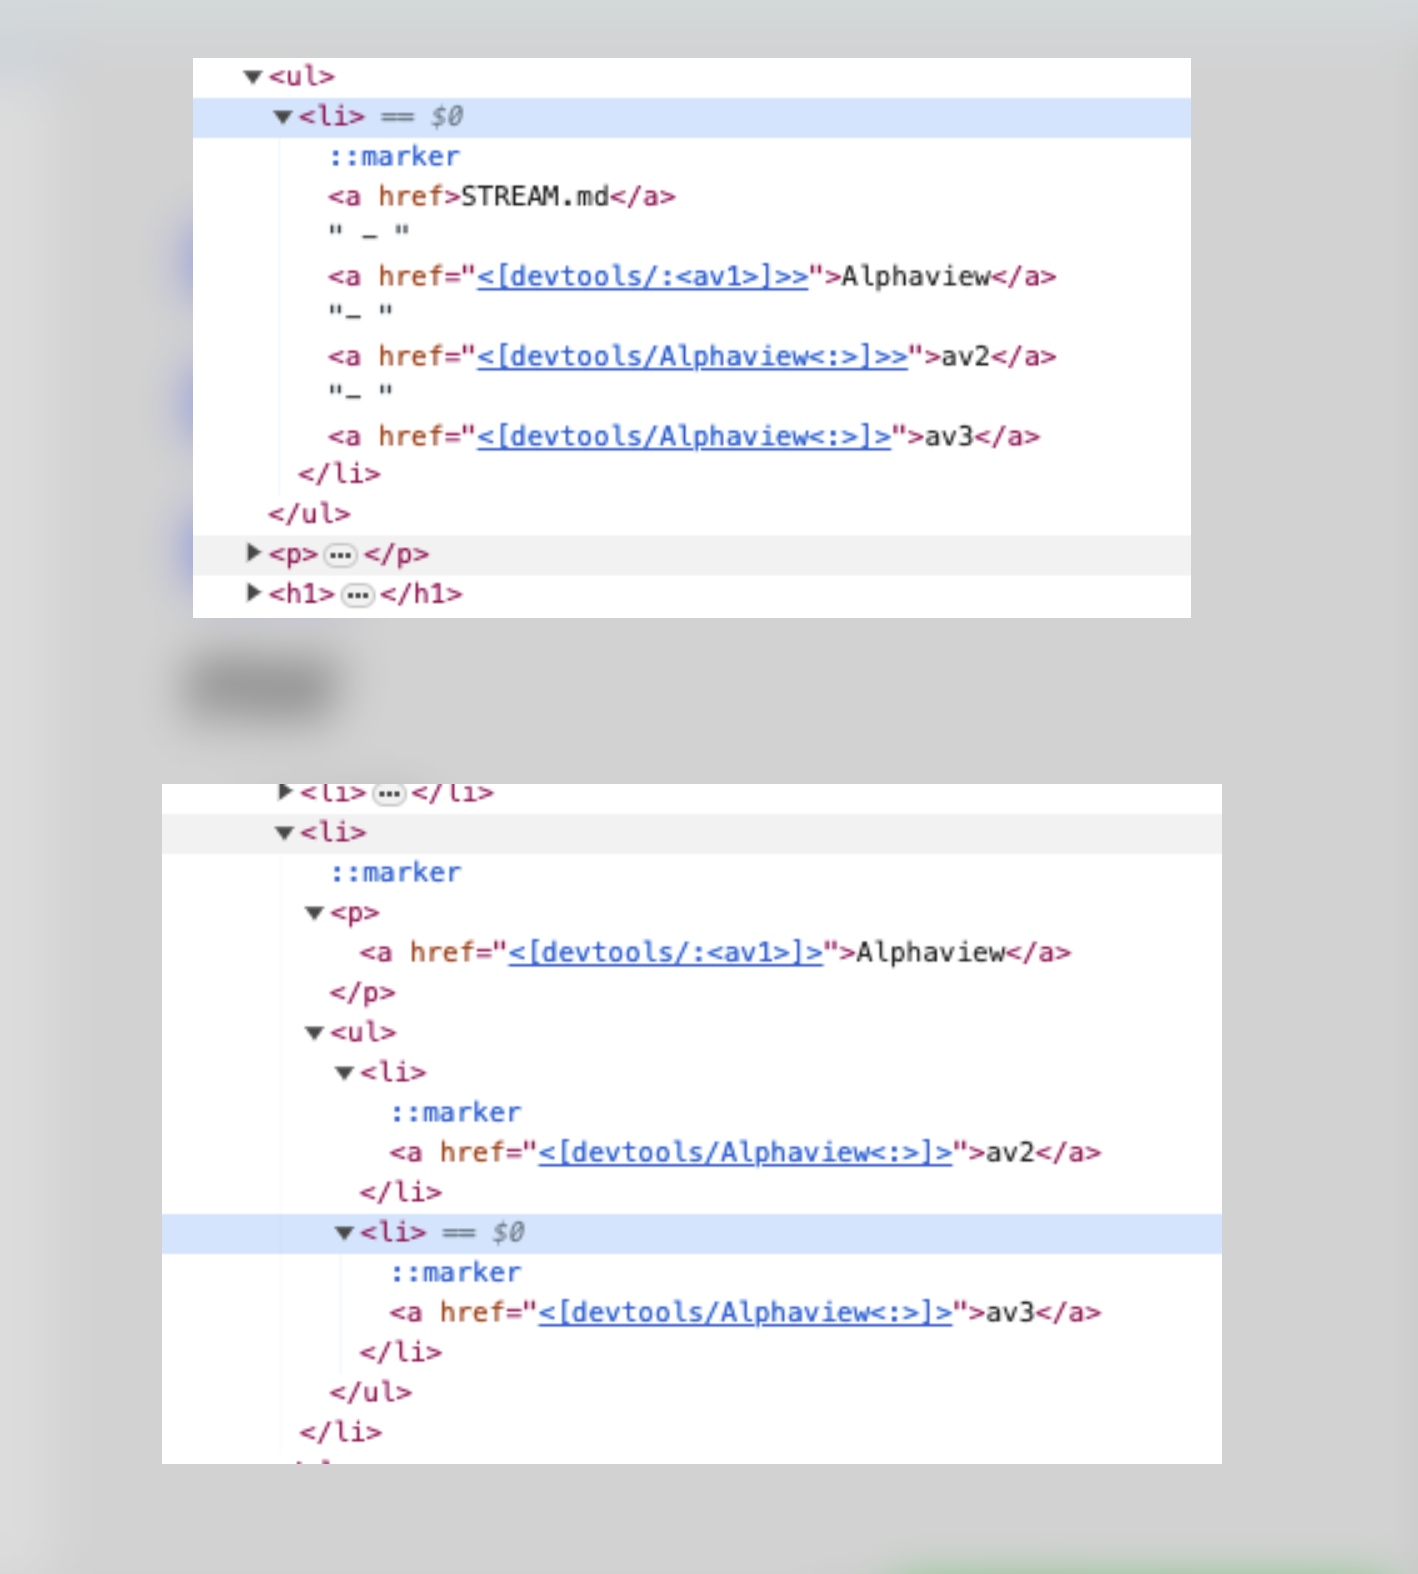 ▼<ul>
▼<li> == $0
::marker
<a href>STREAM.md</a>
" – "
<a href="<[devtools/:<av1>]>>">Alphaview</a>
"– "
<a href="<[devtools/Alphaview<:>]>>">av2</a>
"– "
<a href="<[devtools/Alphaview<:>]>">av3</a>
</li>
</ul>
▶<p>…</p>
▶<h1>…</h1>
▶<li>…</li>
▼<li>
::marker
▼<p>
<a href="<[devtools/:<av1>]>">Alphaview</a>
</p>
▼<ul>
▼<li>
::marker
<a href="<[devtools/Alphaview<:>]>">av2</a>
</li>
▼<li> == $0
::marker
<a href="<[devtools/Alphaview<:>]>">av3</a>
</li>
</ul>
</li>